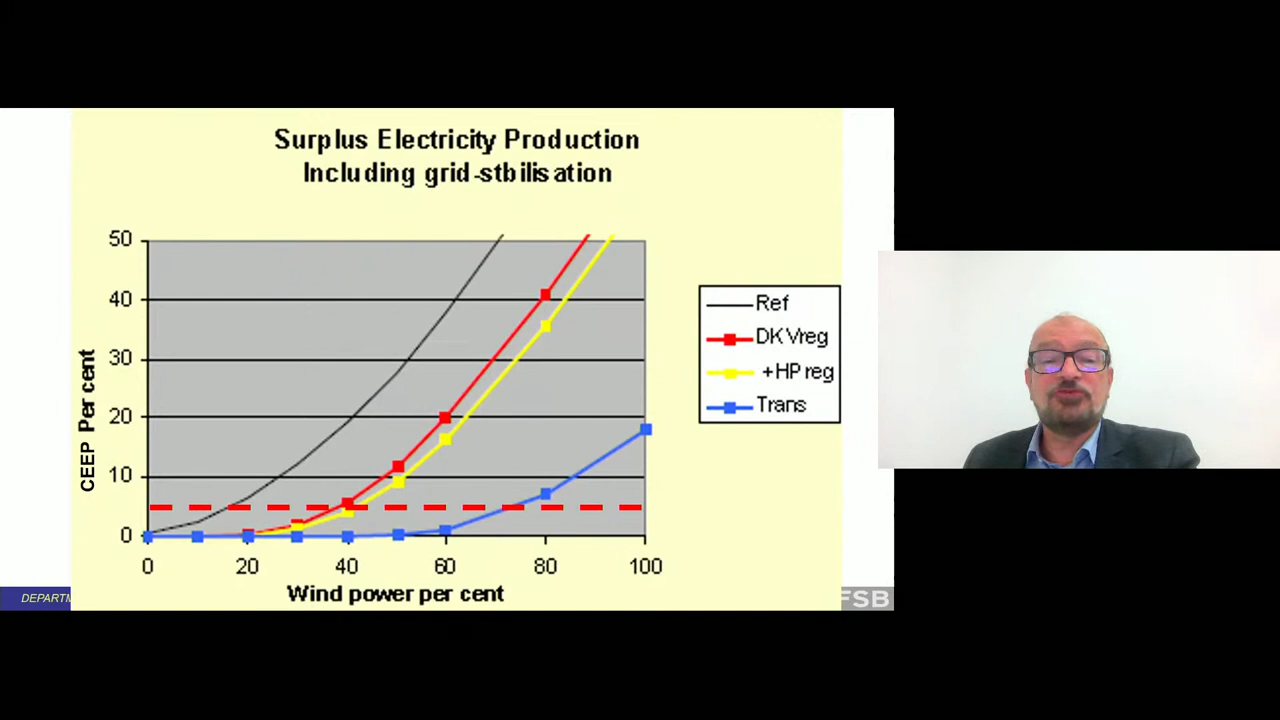 Surplus Electricity Production
Including grid-stbilisation
50
40
30
20
10
0
CEEP Per cent
0 20 40 60 80 100
Wind power per cent
Ref
DK Vreg
+HP reg
Trans
FSB